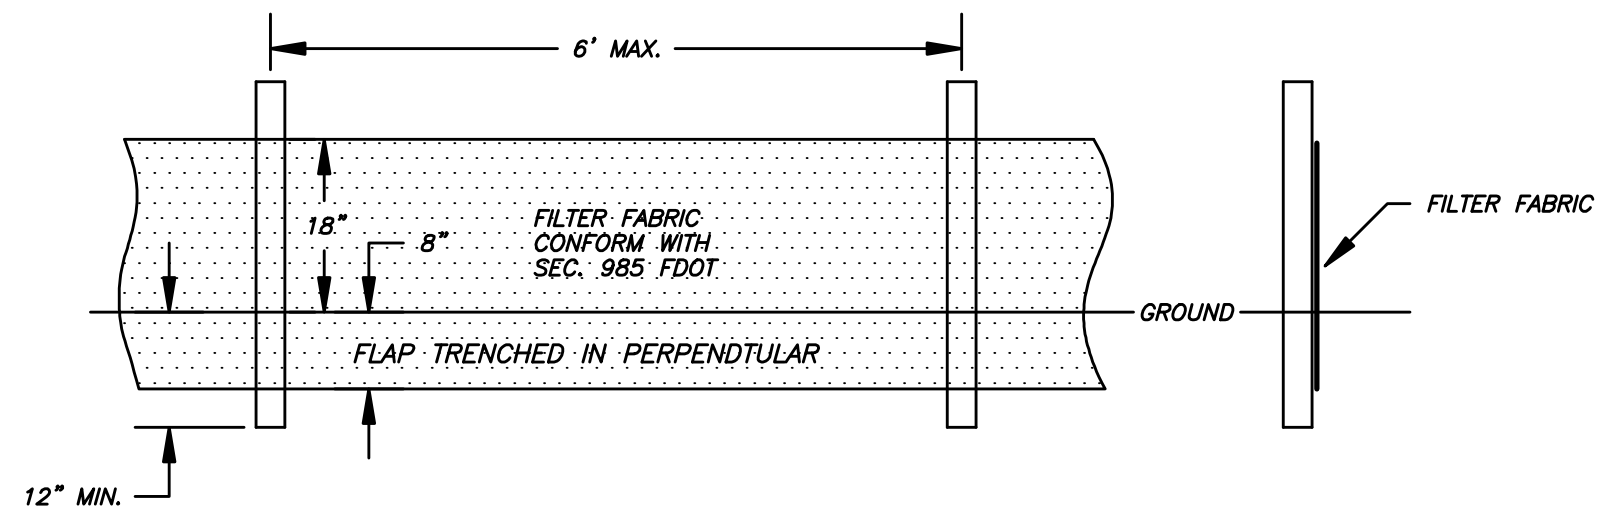 6' MAX.
18"
8"
FILTER FABRIC
CONFORM WITH
SEC. 985 FDOT
FILTER FABRIC
GROUND
FLAP TRENCHED IN PERPENDTULAR
12" MIN.